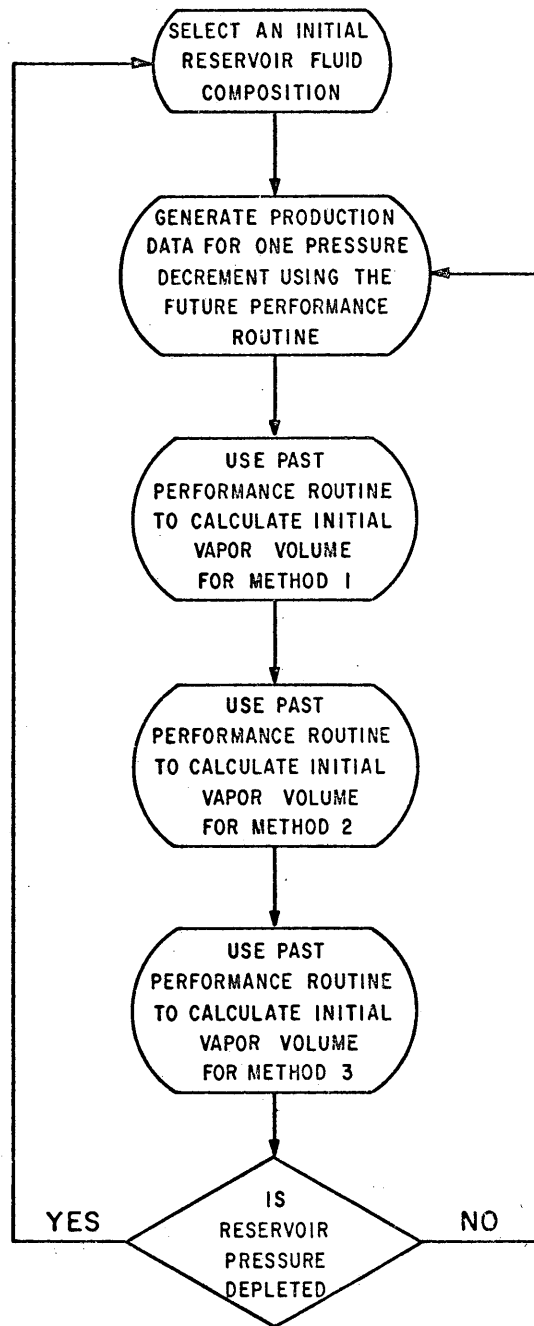 SELECT AN INITIAL
RESERVOIR FLUID
COMPOSITION
GENERATE PRODUCTION
DATA FOR ONE PRESSURE
DECREMENT USING THE
FUTURE PERFORMANCE
ROUTINE
USE PAST
PERFORMANCE ROUTINE
TO CALCULATE INITIAL
VAPOR VOLUME
FOR METHOD 1
USE PAST
PERFORMANCE ROUTINE
TO CALCULATE INITIAL
VAPOR VOLUME
FOR METHOD 2
USE PAST
PERFORMANCE ROUTINE
TO CALCULATE INITIAL
VAPOR VOLUME
FOR METHOD 3
YES
IS
RESERVOIR
PRESSURE
DEPLETED
NO